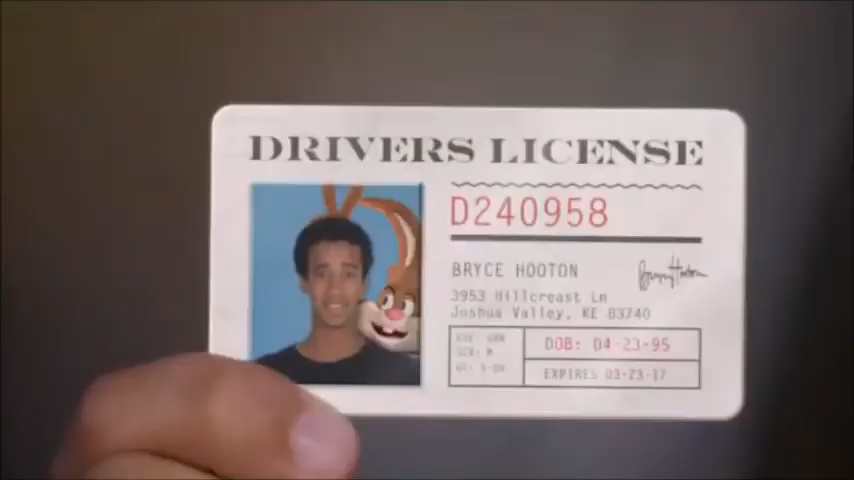 DRIVERS LICENSE
D240958
BRYCE HOOTON
3953 Hillcreast Ln
Joshua Valley, KE 83740
SEX: M
DOB: 04-23-95
EXPIRES 03-23-17